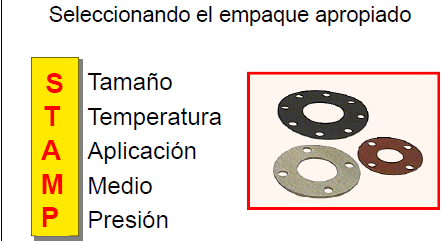 Seleccionando el empaque apropiado
S Tamaño
T Temperatura
A Aplicación
M Medio
P Presión